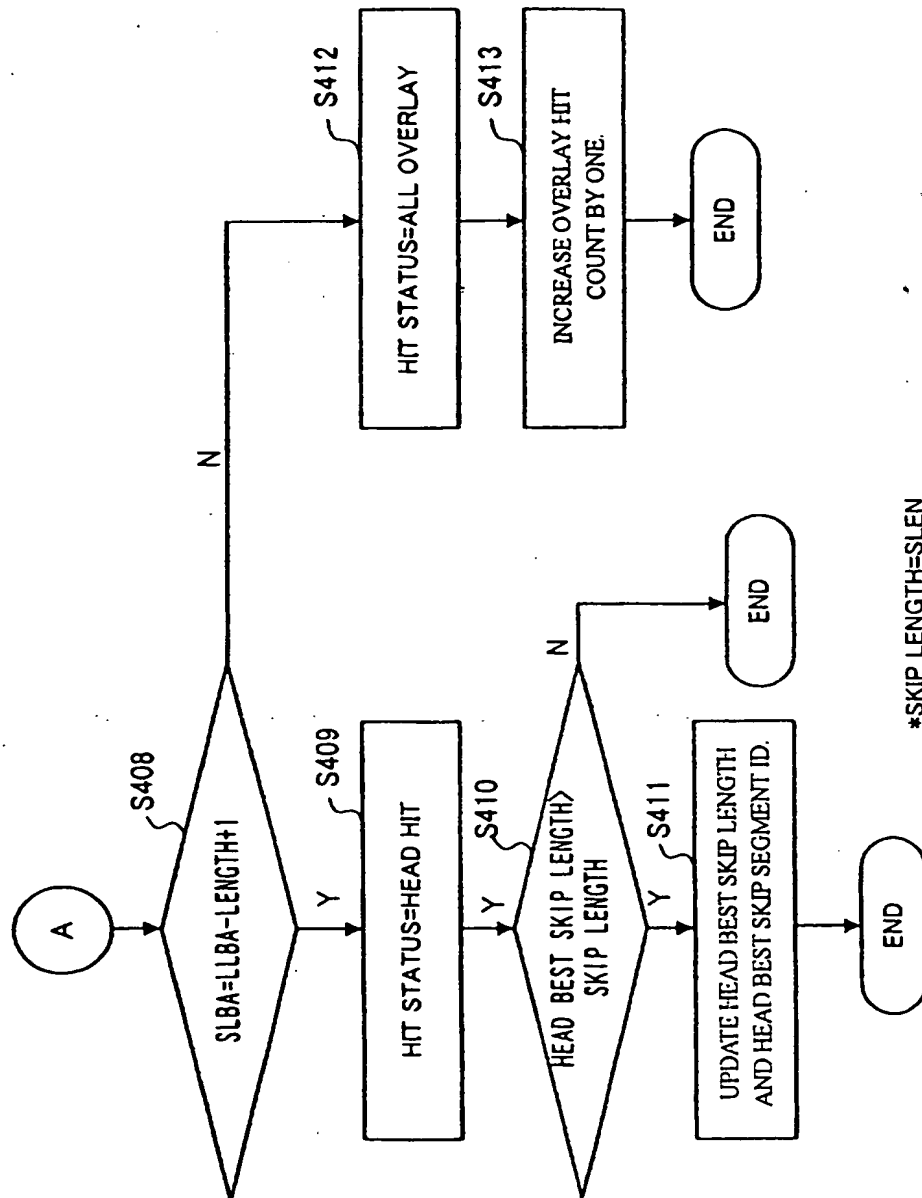 A
S408
SLBA=LLBA-LENGTH+1
N
Y
S409
HIT STATUS=HEAD HIT
Y
S410
HEAD BEST SKIP LENGTH>
SKIP LENGTH
N
Y
END
S411
UPDATE HEAD BEST SKIP LENGTH
AND HEAD BEST SKIP SEGMENT ID.
END
S412
HIT STATUS=ALL OVERLAY
S413
INCREASE OVERLAY HIT
COUNT BY ONE.
END
*SKIP LENGTH=SLEN